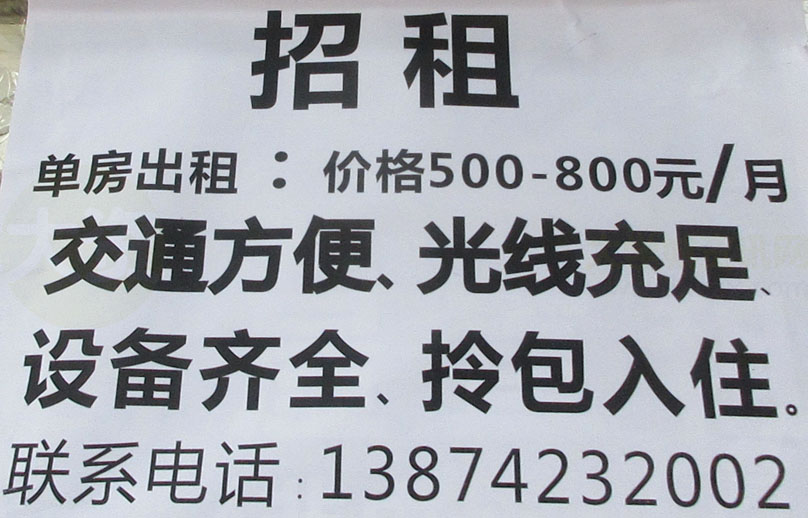 招租
单房出租：价格500-800元/月
交通方便、光线充足、
设备齐全、拎包入住。
联系电话:13874232002